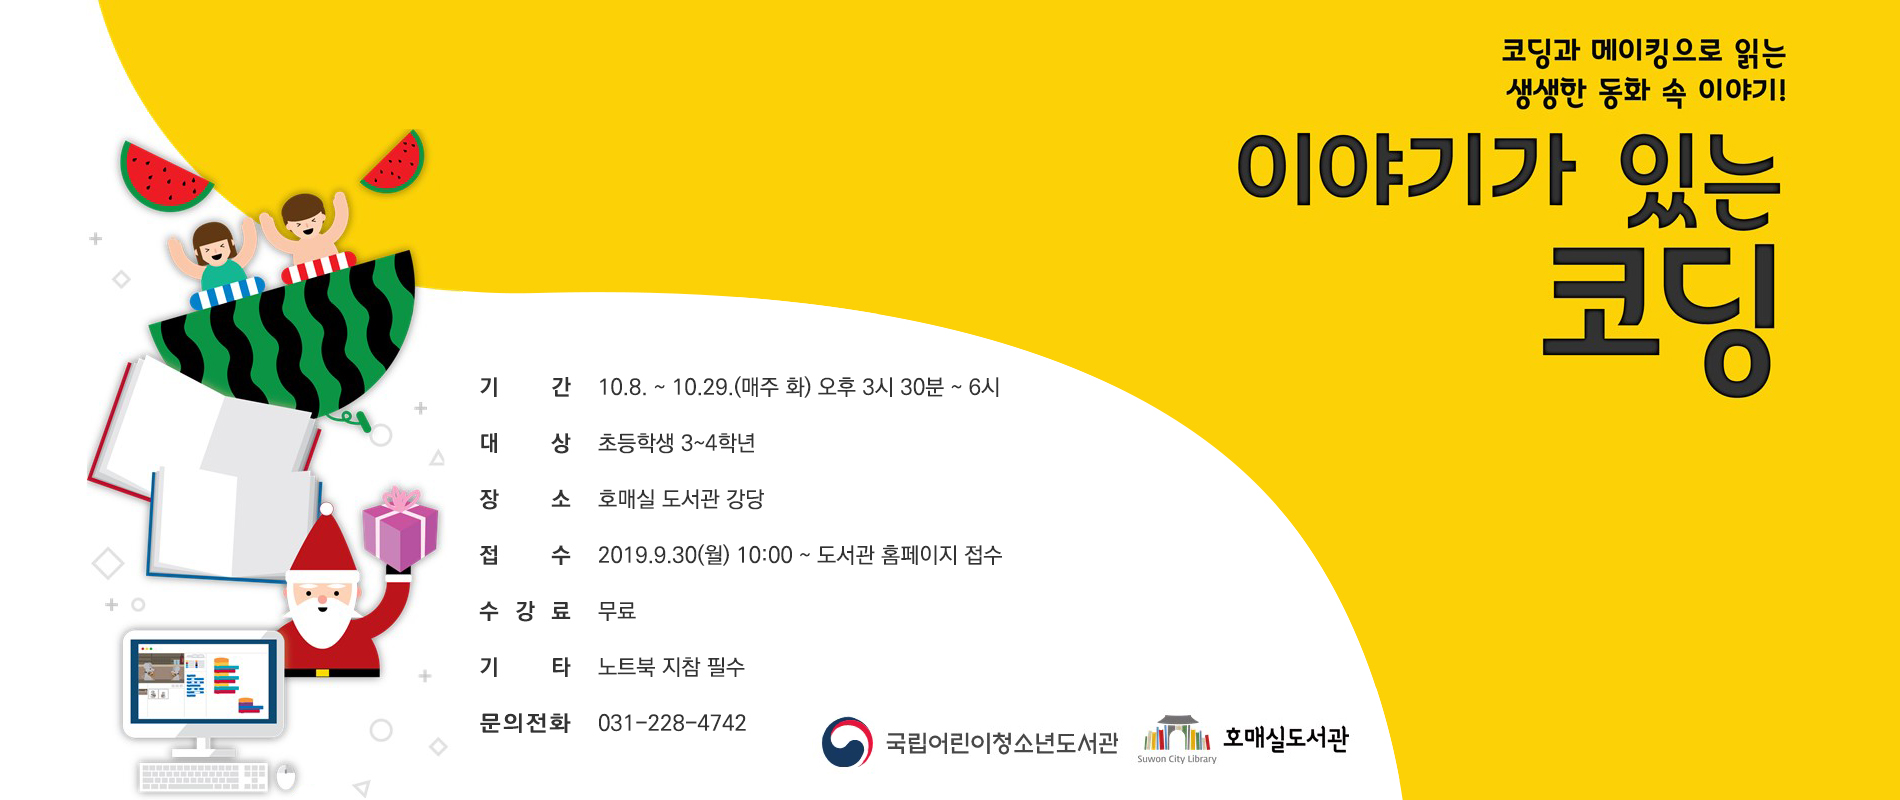 코딩과 메이킹으로 읽는
생생한 동화 속 이야기!
이야기가 있는
코딩
기 간 10.8. ~ 10.29.(매주 화) 오후 3시 30분 ~ 6시
대 상 초등학생 3~4학년
장 소 호매실 도서관 강당
접 수 2019.9.30(월) 10:00 ~ 도서관 홈페이지 접수
수 강 료 무료
기 타 노트북 지참 필수
문의전화 031-228-4742
국립어린이청소년도서관
Suwon City Library
호매실도서관